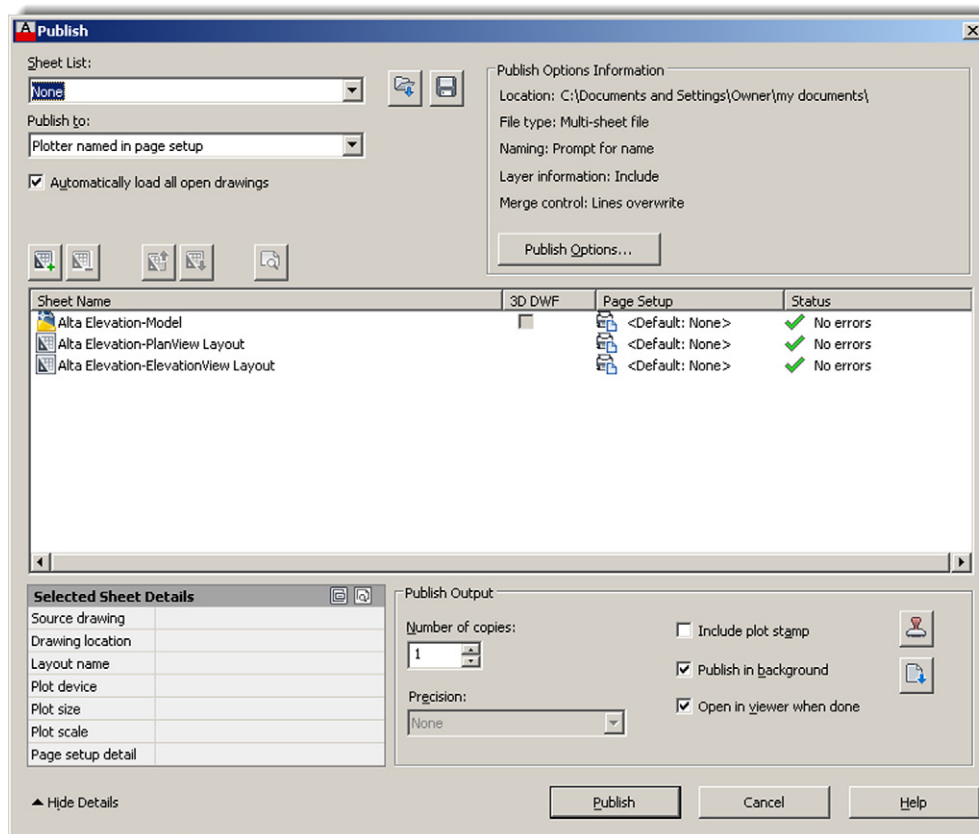 Publish
Sheet List:
None
Publish to:
Plotter named in page setup
Automatically load all open drawings
Publish Options Information
Location: C:\Documents and Settings\Owner\my documents\
File type: Multi-sheet file
Naming: Prompt for name
Layer information: Include
Merge control: Lines overwrite
Publish Options...
Sheet Name 3D DWF Page Setup Status
Alta Elevation-Model <Default: None> No errors
Alta Elevation-PlanView Layout <Default: None> No errors
Alta Elevation-ElevationView Layout <Default: None> No errors
Selected Sheet Details
Source drawing
Drawing location
Layout name
Plot device
Plot size
Plot scale
Page setup detail
Publish Output
Number of copies:
1
Precision:
None
Include plot stamp
Publish in background
Open in viewer when done
Hide Details
Publish
Cancel
Help